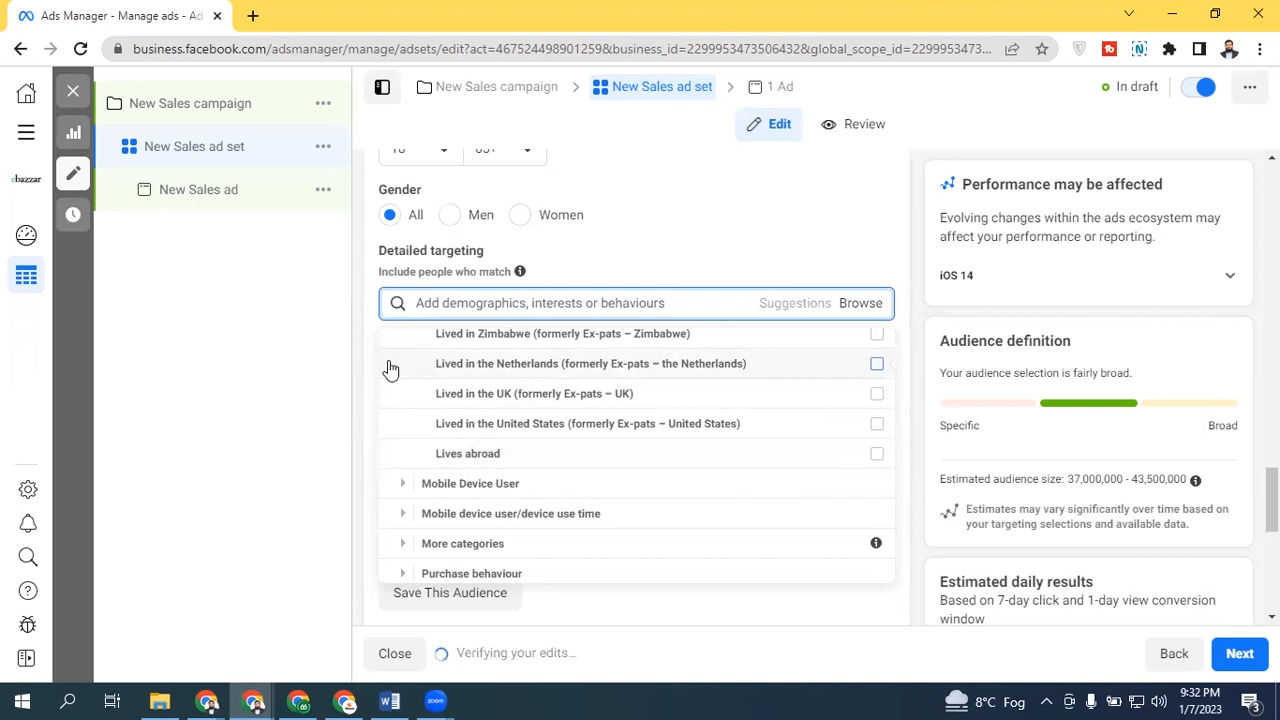 Ads Manager - Manage ads - Ad
business.facebook.com/adsmanager/manage/adsets/edit?act=467524498901259&business_id=2299953473506432&global_scope_id=2299953473...
New Sales campaign
New Sales ad set
New Sales ad
ebazzar
New Sales campaign
New Sales ad set
1 Ad
In draft
Edit
Review
18
65+
Gender
All
Men
Women
Detailed targeting
Include people who match
Add demographics, interests or behaviours
Suggestions
Browse
Lived in Zimbabwe (formerly Ex-pats – Zimbabwe)
Lived in the Netherlands (formerly Ex-pats – the Netherlands)
Lived in the UK (formerly Ex-pats – UK)
Lived in the United States (formerly Ex-pats – United States)
Lives abroad
Mobile Device User
Mobile device user/device use time
More categories
Purchase behaviour
Save This Audience
Performance may be affected
Evolving changes within the ads ecosystem may
affect your performance or reporting.
iOS 14
Audience definition
Your audience selection is fairly broad.
Specific
Broad
Estimated audience size: 37,000,000 - 43,500,000
Estimates may vary significantly over time based on
your targeting selections and available data.
Estimated daily results
Based on 7-day click and 1-day view conversion
window
Close
Verifying your edits...
Back
Next
8°C Fog
9:32 PM
1/7/2023
3
zoom